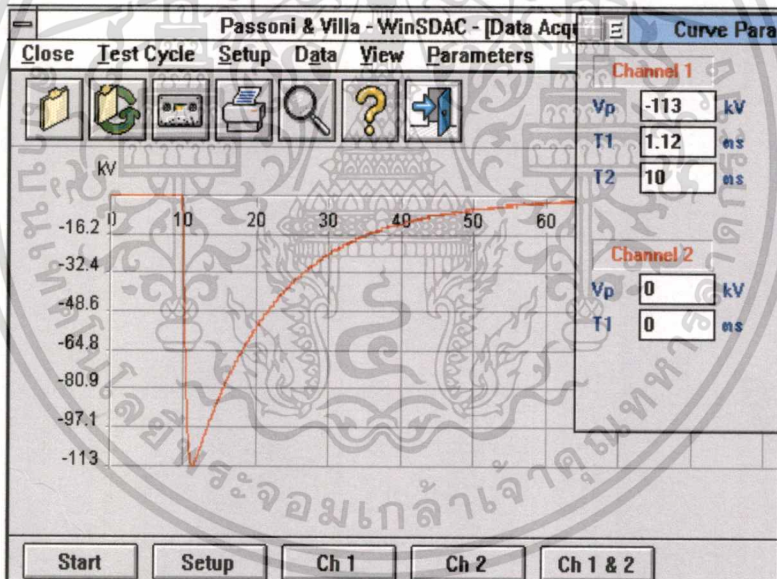 Passoni & Villa - WinSDAC - [Data Acqu
Curve Para
Close Test Cycle Setup Data View Parameters
Channel 1
Vp -113 kV
T1 1.12 ms
T2 10 ms
Channel 2
Vp 0 kV
T1 0 ms
kV
0 10 20 30 40 50 60
-16.2
-32.4
-48.6
-64.8
-80.9
-97.1
-113
Start Setup Ch 1 Ch 2 Ch 1 & 2